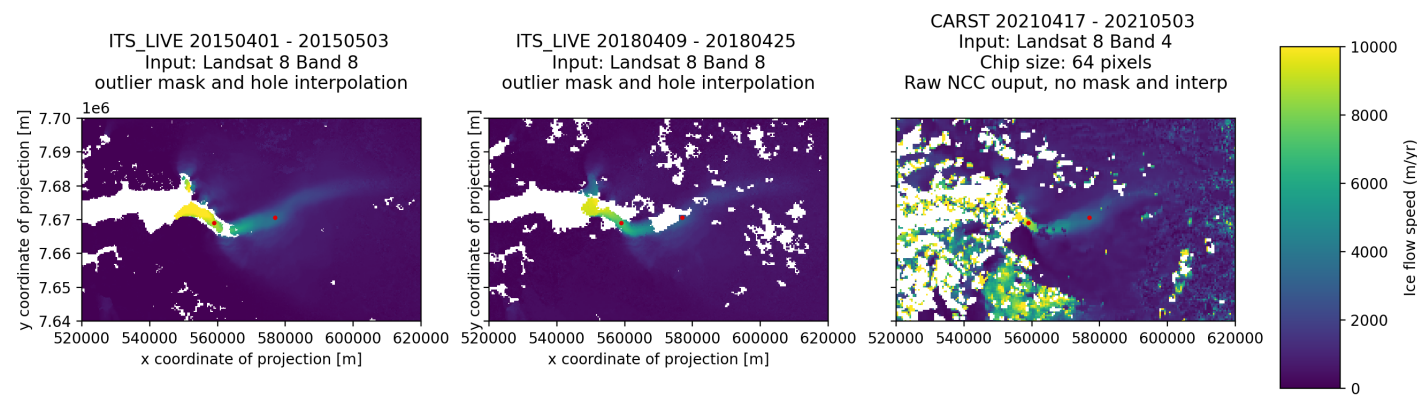 ITS_LIVE 20150401 - 20150503
Input: Landsat 8 Band 8
outlier mask and hole interpolation
1e6
y coordinate of projection [m]
7.70
7.69
7.68
7.67
7.66
7.65
7.64
520000 540000 560000 580000 600000 620000
x coordinate of projection [m]
ITS_LIVE 20180409 - 20180425
Input: Landsat 8 Band 8
outlier mask and hole interpolation
y coordinate of projection [m]
520000 540000 560000 580000 600000 620000
x coordinate of projection [m]
CARST 20210417 - 20210503
Input: Landsat 8 Band 4
Chip size: 64 pixels
Raw NCC ouput, no mask and interp
520000 540000 560000 580000 600000 620000
10000
8000
6000
4000
2000
0
Ice flow speed (m/yr)